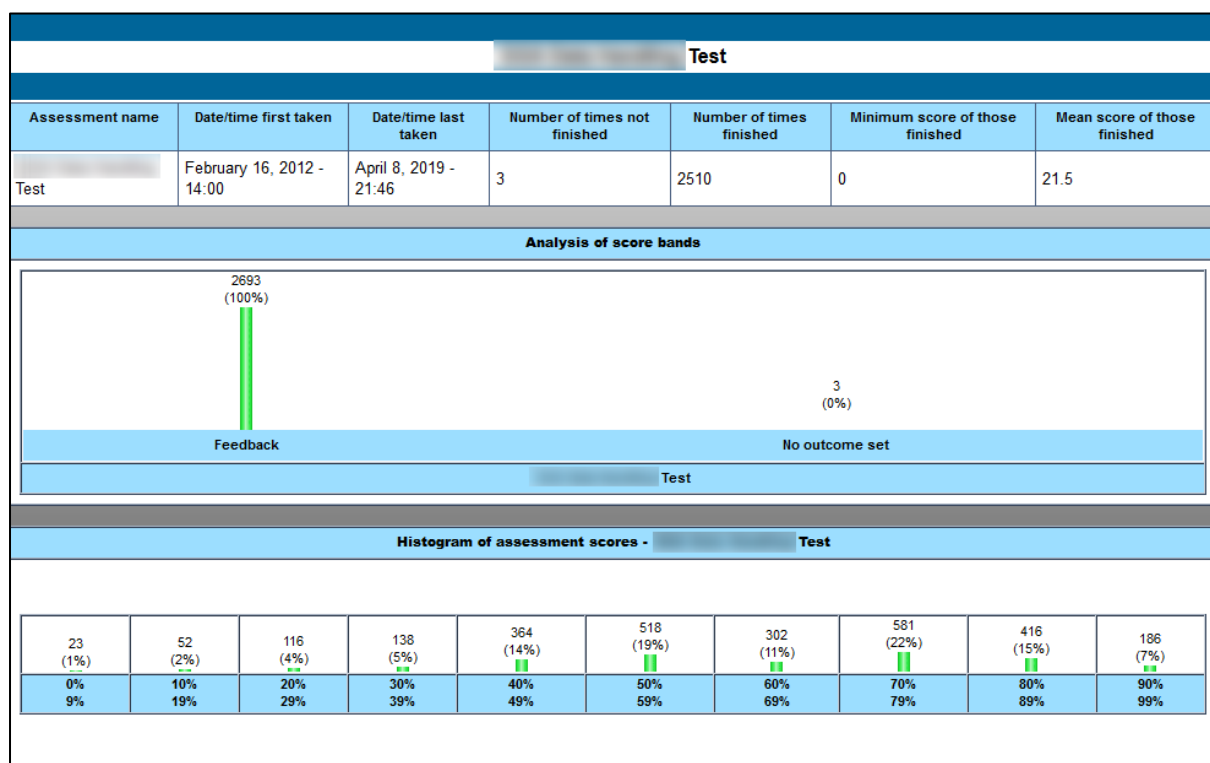 Test
Assessment name
Date/time first taken
Date/time last
taken
Number of times not
finished
Number of times
finished
Minimum score of those
finished
Mean score of those
finished
Test
February 16, 2012 -
14:00
April 8, 2019 -
21:46
3
2510
0
21.5
Analysis of score bands
2693
(100%)
3
(0%)
Feedback
No outcome set
Test
Histogram of assessment scores - Test
23
(1%)
52
(2%)
116
(4%)
138
(5%)
364
(14%)
518
(19%)
302
(11%)
581
(22%)
416
(15%)
186
(7%)
0%
9%
10%
19%
20%
29%
30%
39%
40%
49%
50%
59%
60%
69%
70%
79%
80%
89%
90%
99%